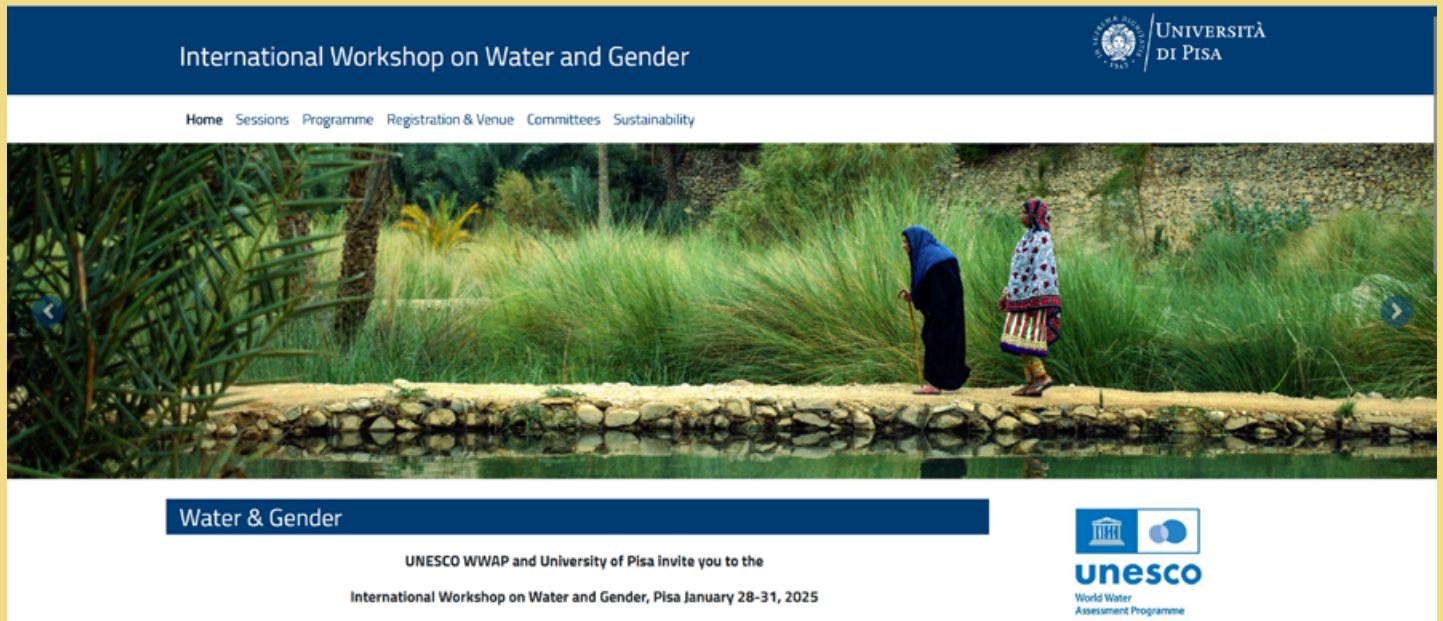 International Workshop on Water and Gender
UNIVERSITÀ
DI PISA
Home Sessions Programme Registration & Venue Committees Sustainability
Water & Gender
UNESCO WWAP and University of Pisa invite you to the
International Workshop on Water and Gender, Pisa January 28-31, 2025
unesco
World Water
Assessment Programme